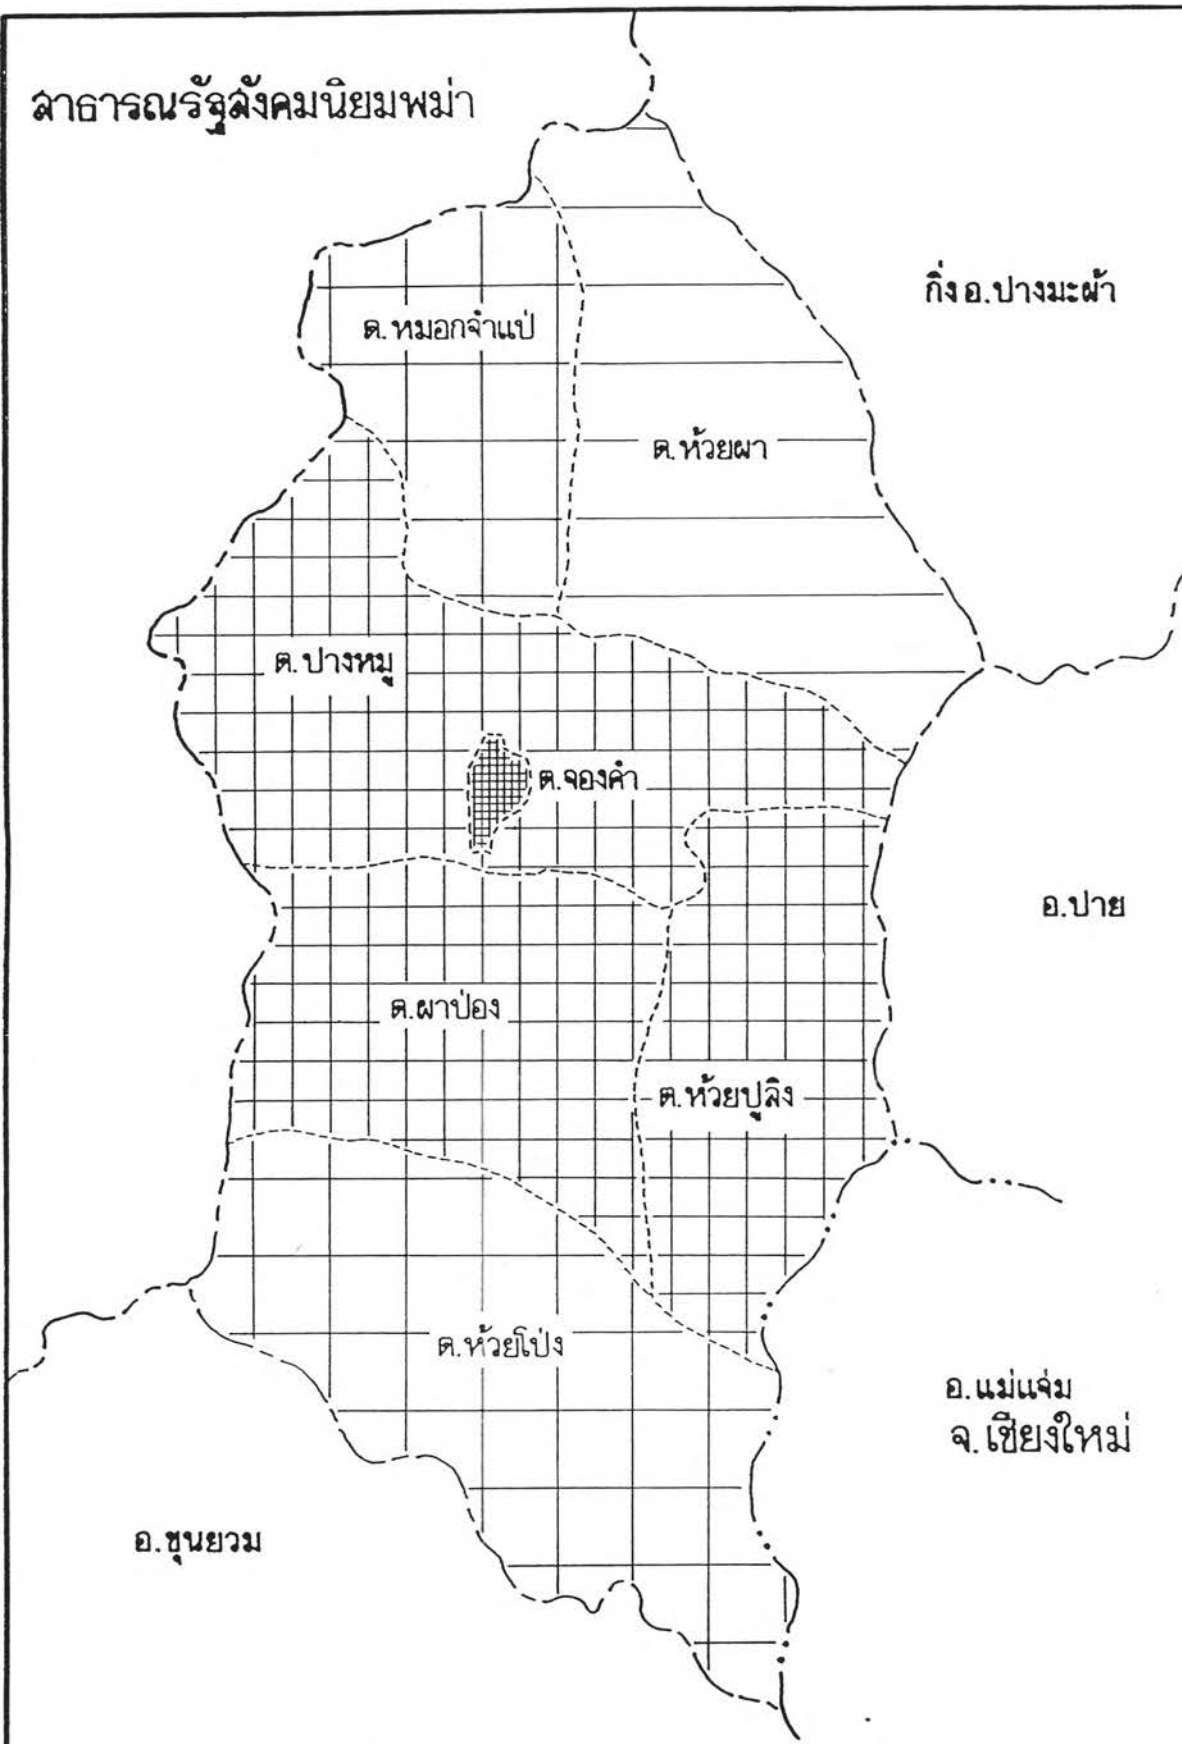 สาธารณรัฐสังคมนิยมพม่า
กิ่งอ.ปางมะผ้า
ต.หมอกจำแป่
ต.ห้วยผา
ต.ปางหมู
ต.จองคำ
อ.ปาย
ต.ผาบ่อง
ต.ห้วยปูลิง
ต.ห้วยโป่ง
อ.แม่แจ่ม
จ.เชียงใหม่
อ.ขุนยวม